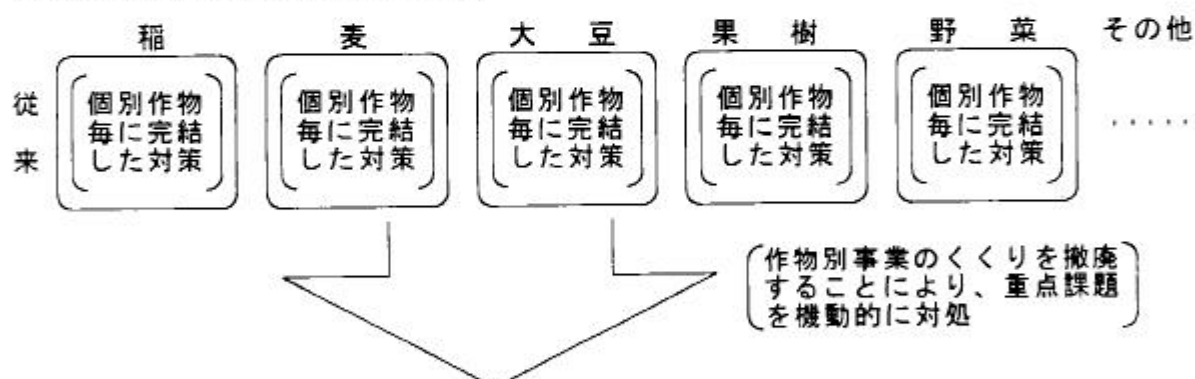 稲 麦 大豆 果樹 野菜 その他
従来
個別作物
毎に完結
した対策
個別作物
毎に完結
した対策
個別作物
毎に完結
した対策
個別作物
毎に完結
した対策
個別作物
毎に完結
した対策
・・・・・
作物別事業のくくりを撤廃
することにより、重点課題
を機動的に対処